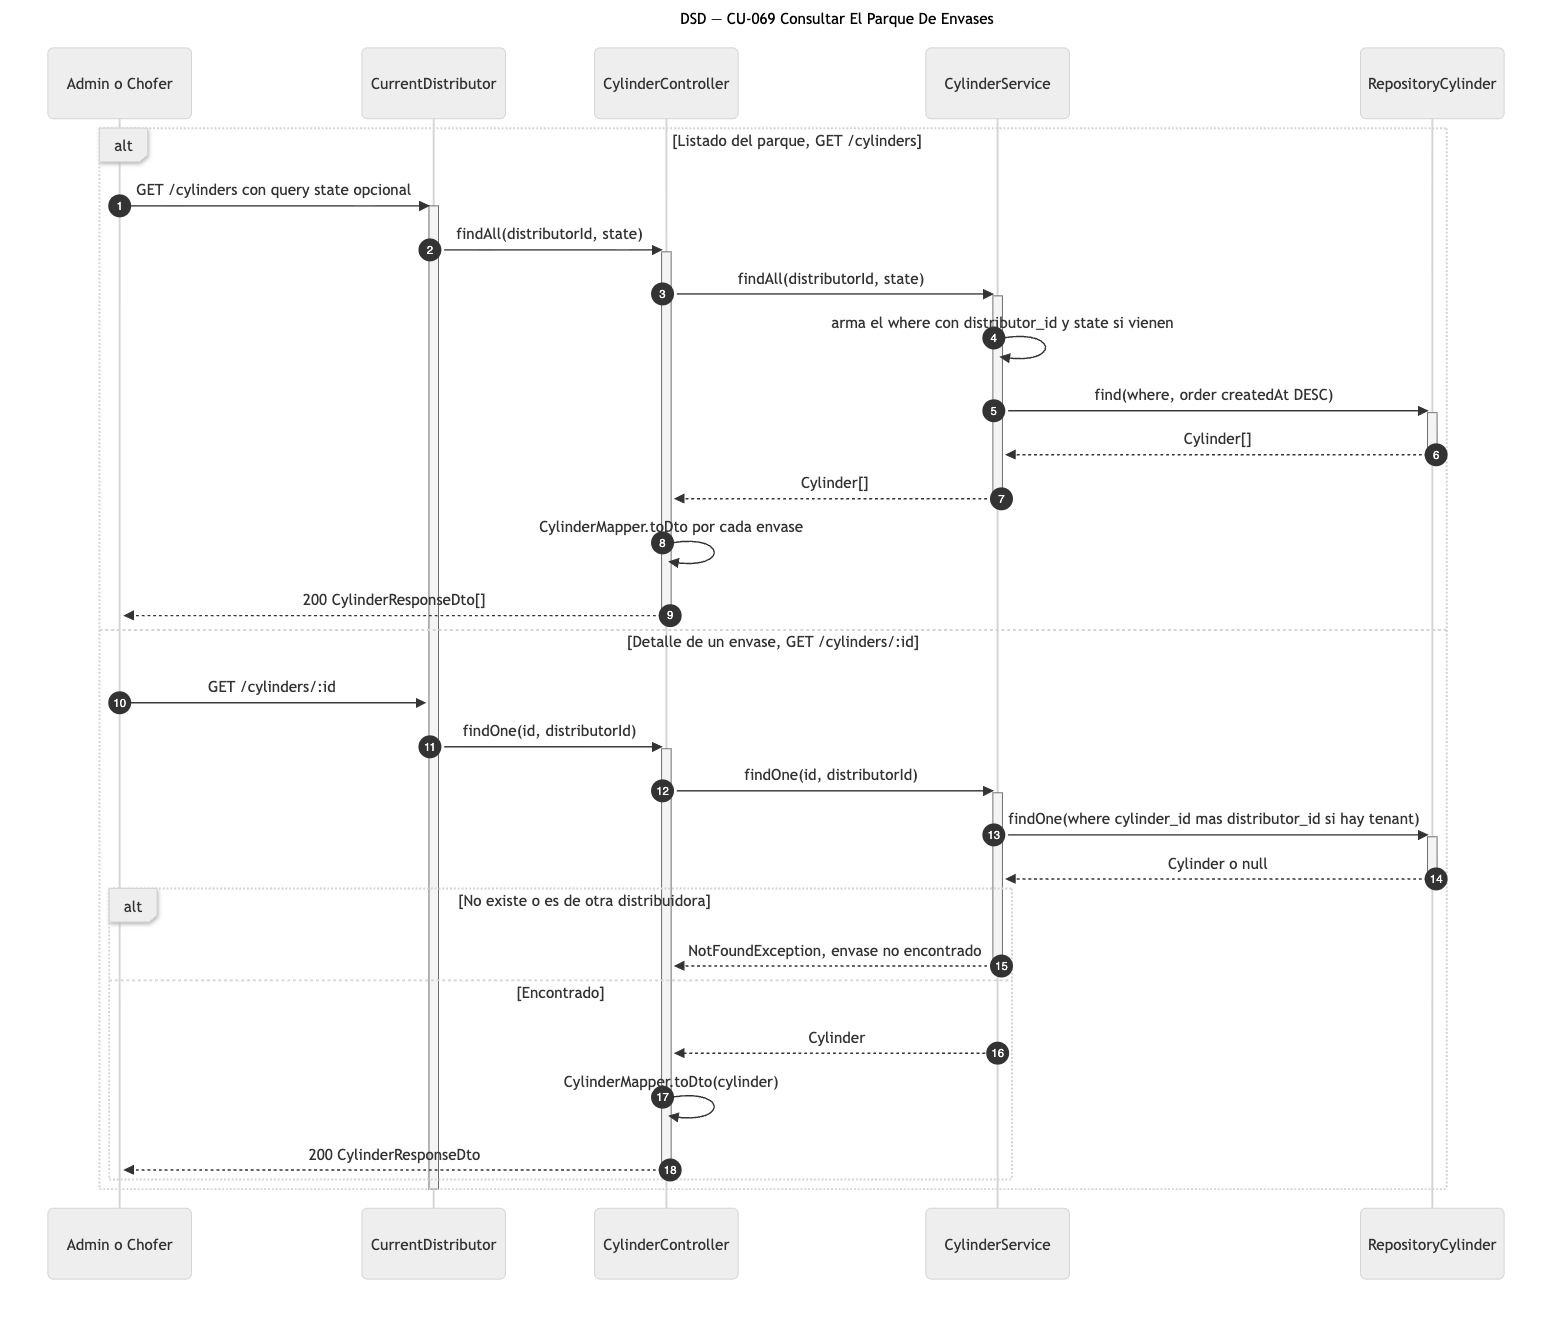 DSD — CU-069 Consultar El Parque De Envases
Admin o Chofer
CurrentDistributor
CylinderController
CylinderService
RepositoryCylinder
alt
[Listado del parque, GET /cylinders]
GET /cylinders con query state opcional
1
findAll(distributorId, state)
2
findAll(distributorId, state)
3
arma el where con distributor_id y state si vienen
4
find(where, order createdAt DESC)
5
Cylinder[]
6
Cylinder[]
7
CylinderMapper.toDto por cada envase
8
200 CylinderResponseDto[]
9
[Detalle de un envase, GET /cylinders/:id]
GET /cylinders/:id
10
findOne(id, distributorId)
11
findOne(id, distributorId)
12
findOne(where cylinder_id mas distributor_id si hay tenant)
13
Cylinder o null
14
alt
[No existe o es de otra distribuidora]
NotFoundException, envase no encontrado
15
[Encontrado]
Cylinder
16
CylinderMapper.toDto(cylinder)
17
200 CylinderResponseDto
18
Admin o Chofer
CurrentDistributor
CylinderController
CylinderService
RepositoryCylinder